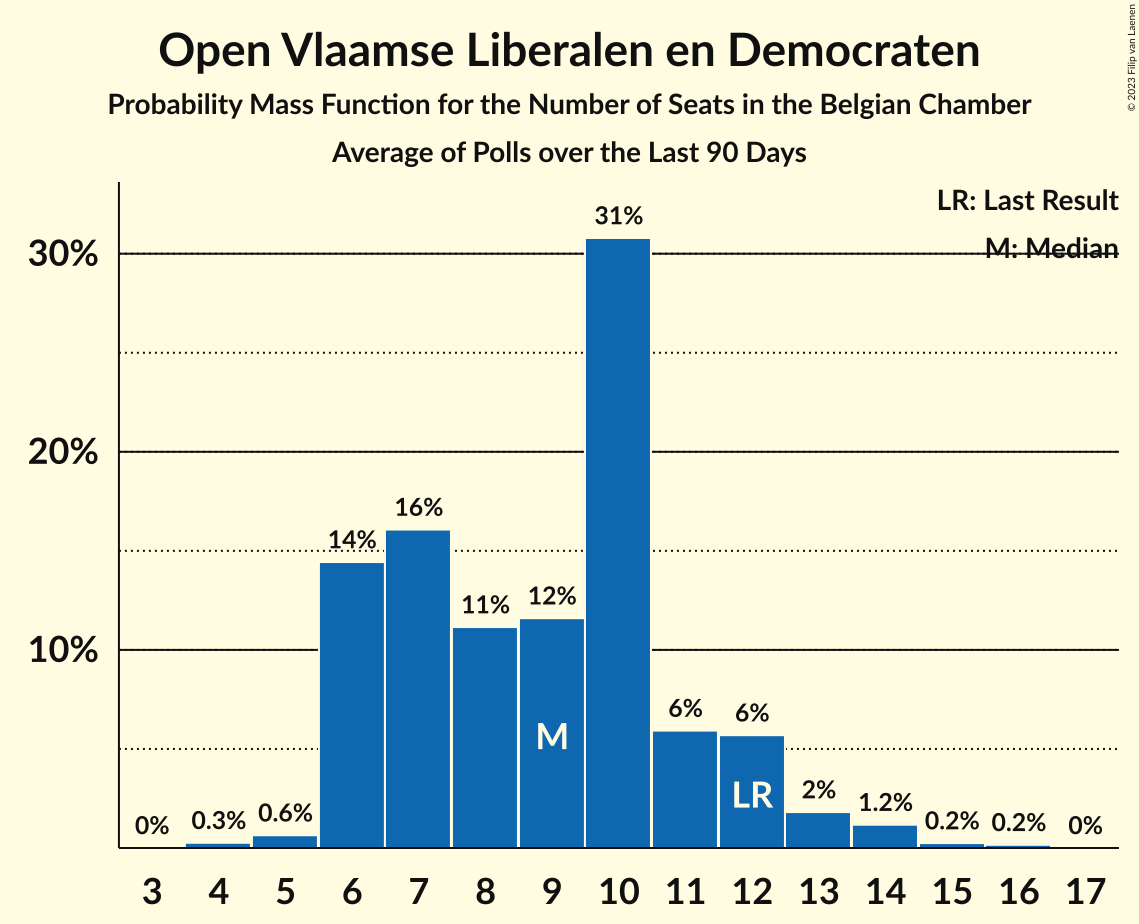 Open Vlaamse Liberalen en Democraten
Probability Mass Function for the Number of Seats in the Belgian Chamber
Average of Polls over the Last 90 Days
© 2023 Filip van Laenen
LR: Last Result
M: Median
30%
20%
10%
0%
0.3%
0.6%
14%
16%
11%
12%
31%
6%
6%
2%
1.2%
0.2%
0.2%
0%
M
LR
3 4 5 6 7 8 9 10 11 12 13 14 15 16 17